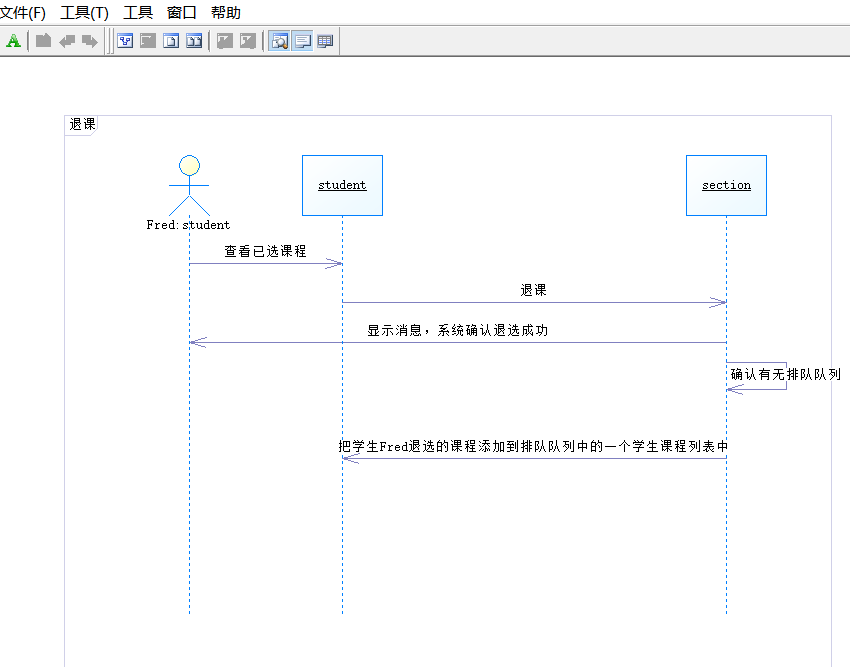 文件(F) 工具(T) 工具 窗口 帮助
A
退课
student
section
Fred:student
查看已选课程
退课
显示消息，系统确认退选成功
确认有无排队队列
把学生Fred退选的课程添加到排队队列中的一个学生课程列表中